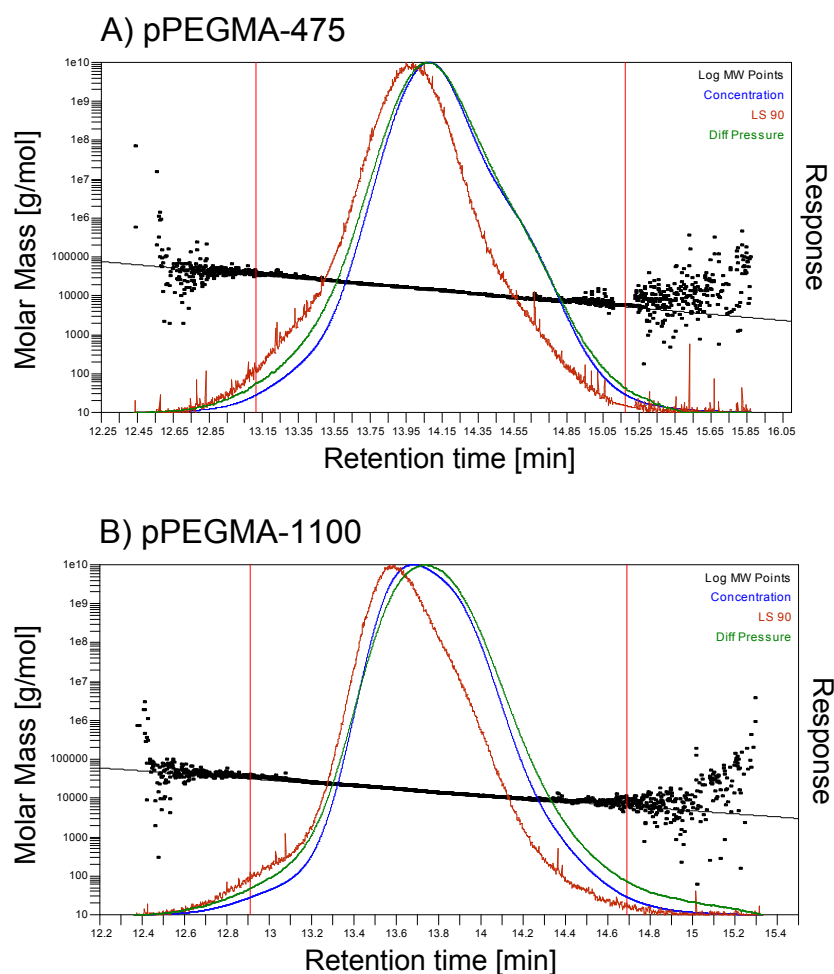 A) pPEGMA-475
Molar Mass [g/mol]
1e10
1e9
1e8
1e7
1e6
100000
10000
1000
100
10
Log MW Points
Concentration
LS 90
Diff Pressure
Response
12.25 12.45 12.65 12.85 13.15 13.35 13.55 13.75 13.95 14.15 14.35 14.55 14.85 15.05 15.25 15.45 15.65 15.85 16.05
Retention time [min]
B) pPEGMA-1100
Molar Mass [g/mol]
1e10
1e9
1e8
1e7
1e6
100000
10000
1000
100
10
Log MW Points
Concentration
LS 90
Diff Pressure
Response
12.2 12.4 12.6 12.8 13 13.2 13.4 13.6 13.8 14 14.2 14.4 14.6 14.8 15 15.2 15.4
Retention time [min]